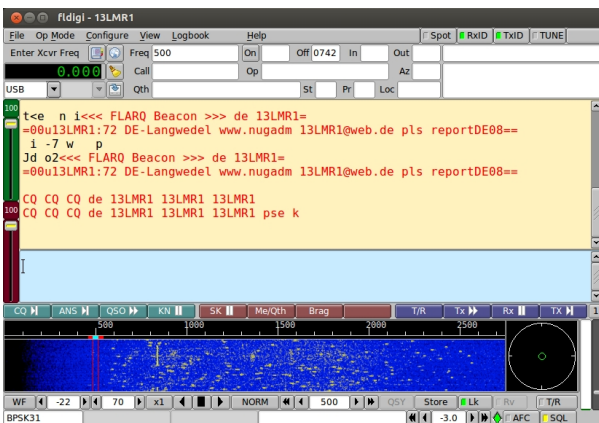 fldigi - 13LMR1
File Op Mode Configure View Logbook Help Spot RxID TxID TUNE
Enter Xcvr Freq Freq 500 On Off 0742 In Out
0.000 Call Op Az
USB Qth St Pr Loc
100
t<e n i<<< FLARQ Beacon >>> de 13LMR1=
=00u13LMR1:72 DE-Langwedel www.nugadm 13LMR1@web.de pls reportDE08==
i -7 w p
Jd o2<<< FLARQ Beacon >>> de 13LMR1=
=00u13LMR1:72 DE-Langwedel www.nugadm 13LMR1@web.de pls reportDE08==
CQ CQ CQ de 13LMR1 13LMR1 13LMR1
100
CQ CQ CQ de 13LMR1 13LMR1 13LMR1 pse k
CQ ANS QSO KN SK Me/Qth Brag T/R Tx Rx TX 1
500 1000 1500 2000 2500
WF -22 70 x1 NORM 500 QSY Store Lk Rv T/R
BPSK31 -3.0 AFC SQL